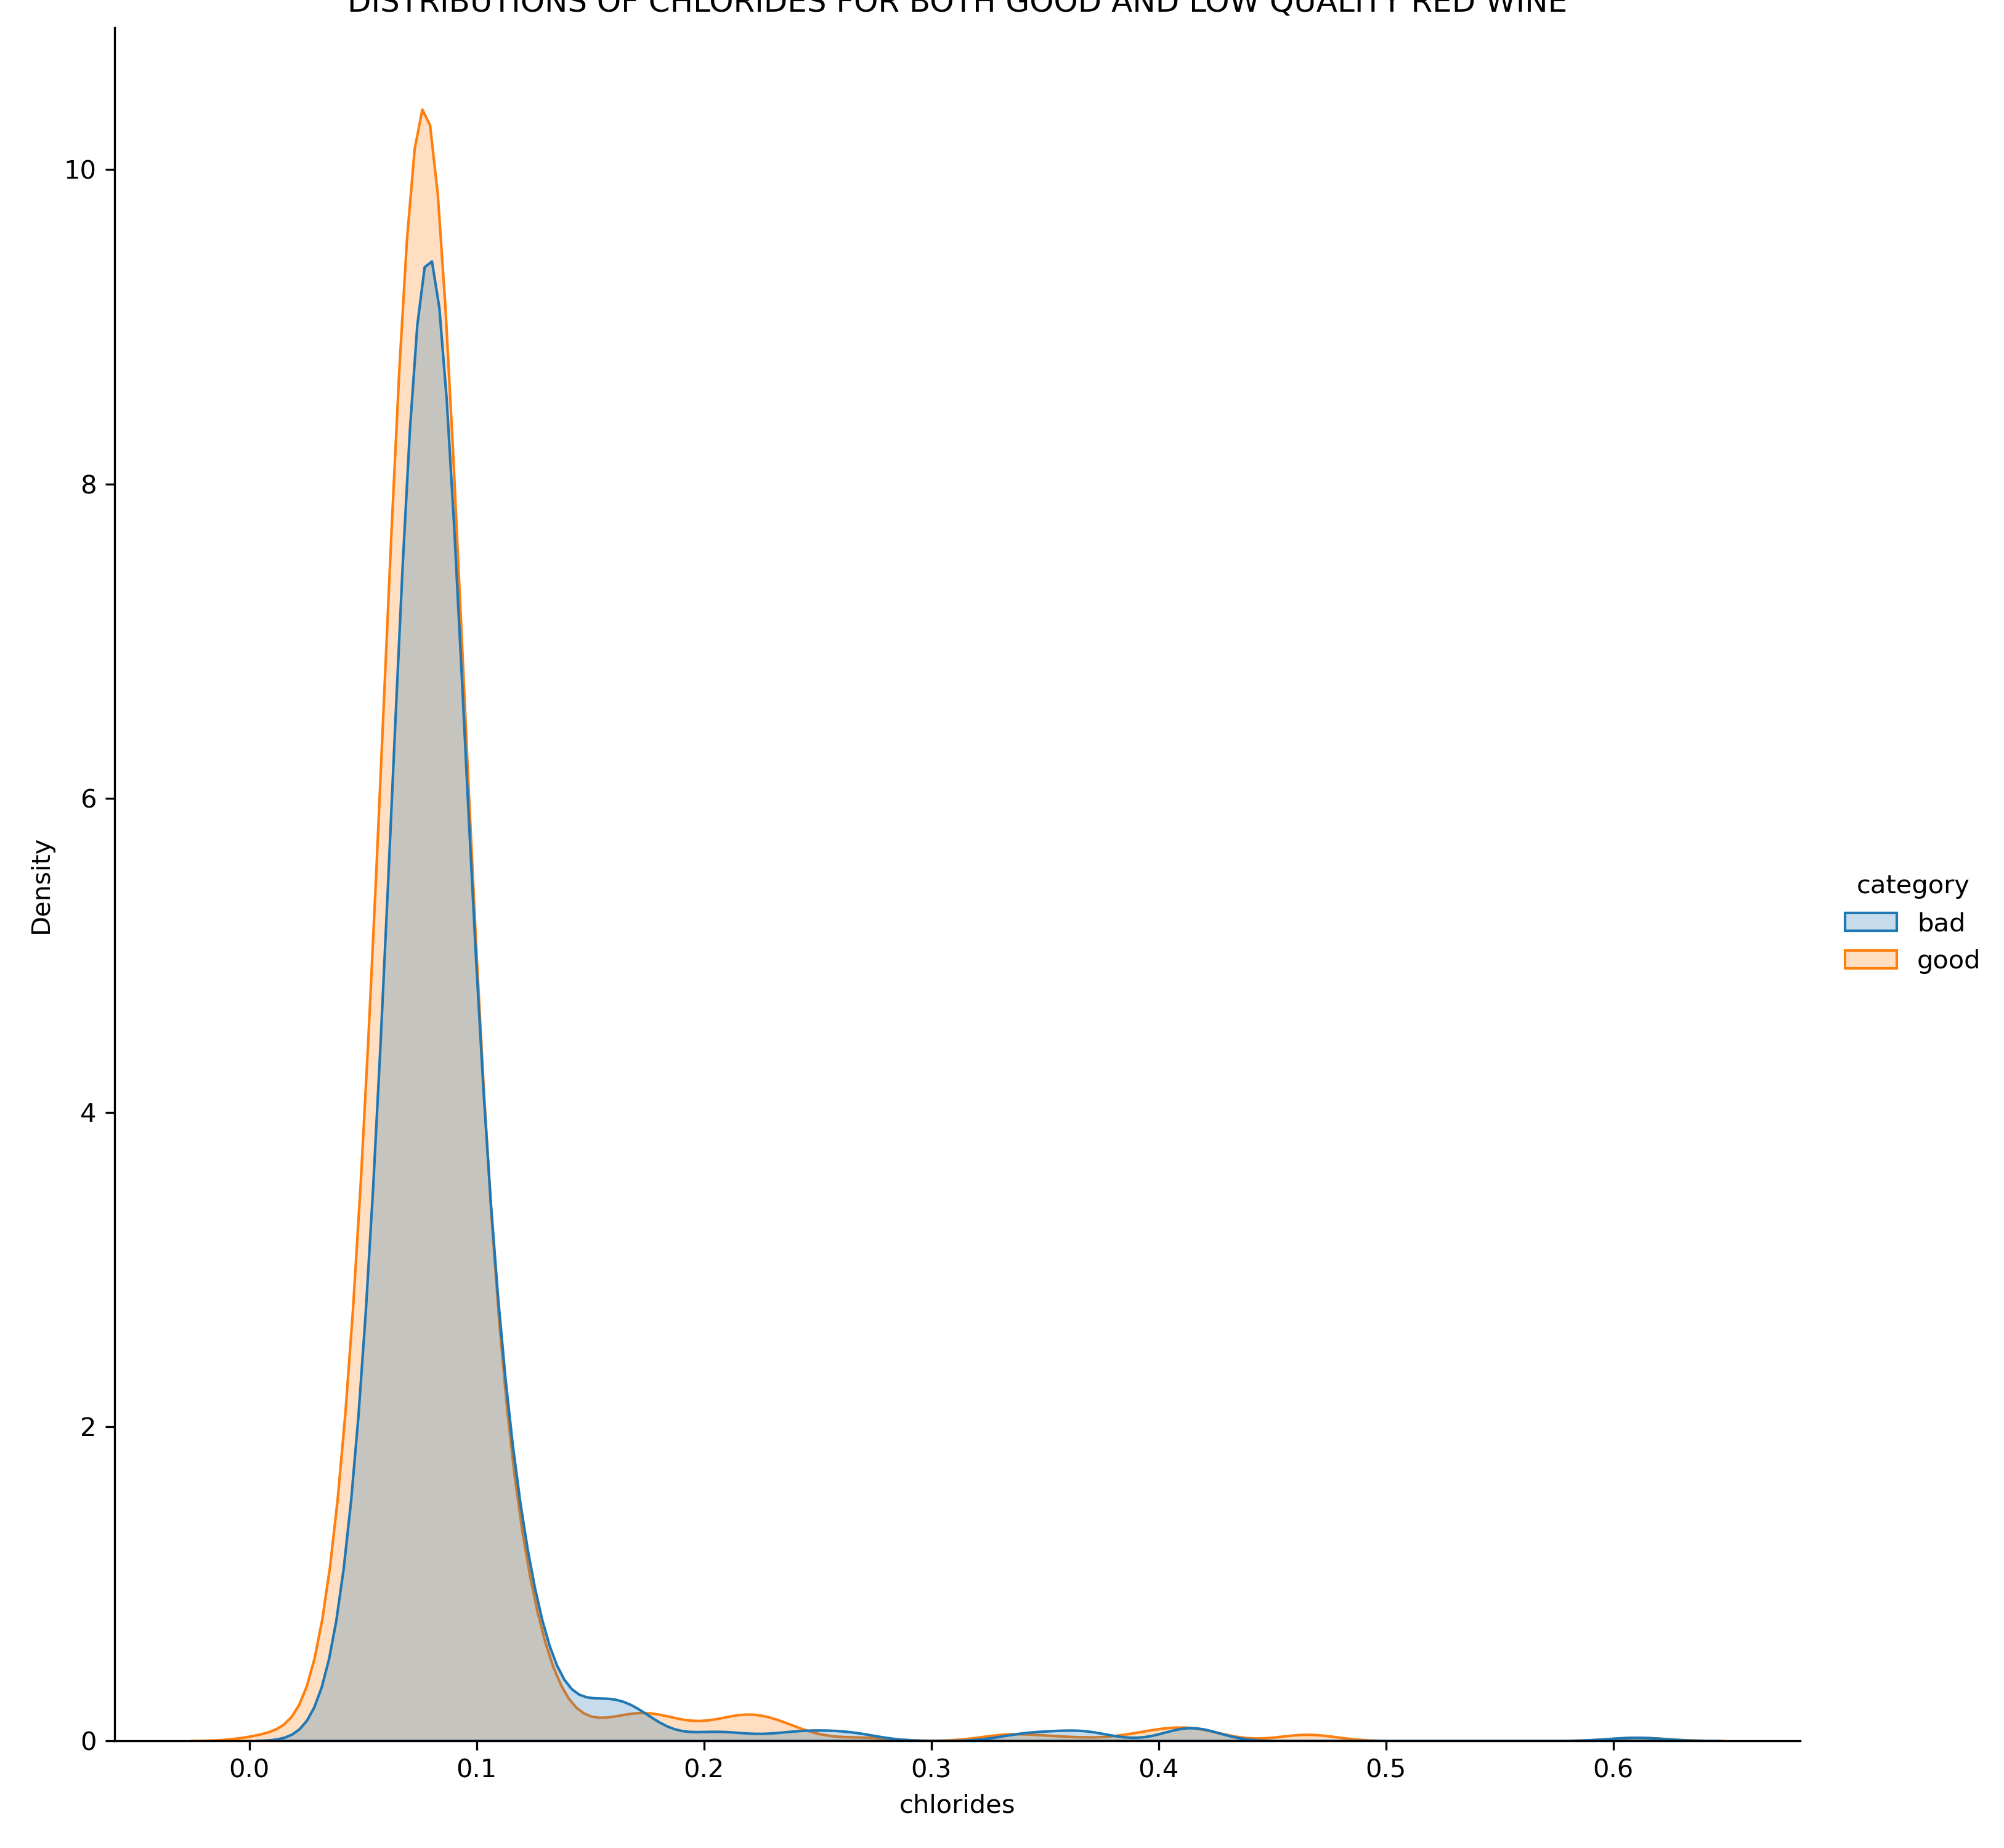 DISTRIBUTIONS OF CHLORIDES FOR BOTH GOOD AND LOW QUALITY RED WINE
10
8
6
4
2
0
Density
0.0 0.1 0.2 0.3 0.4 0.5 0.6
chlorides
category
bad
good